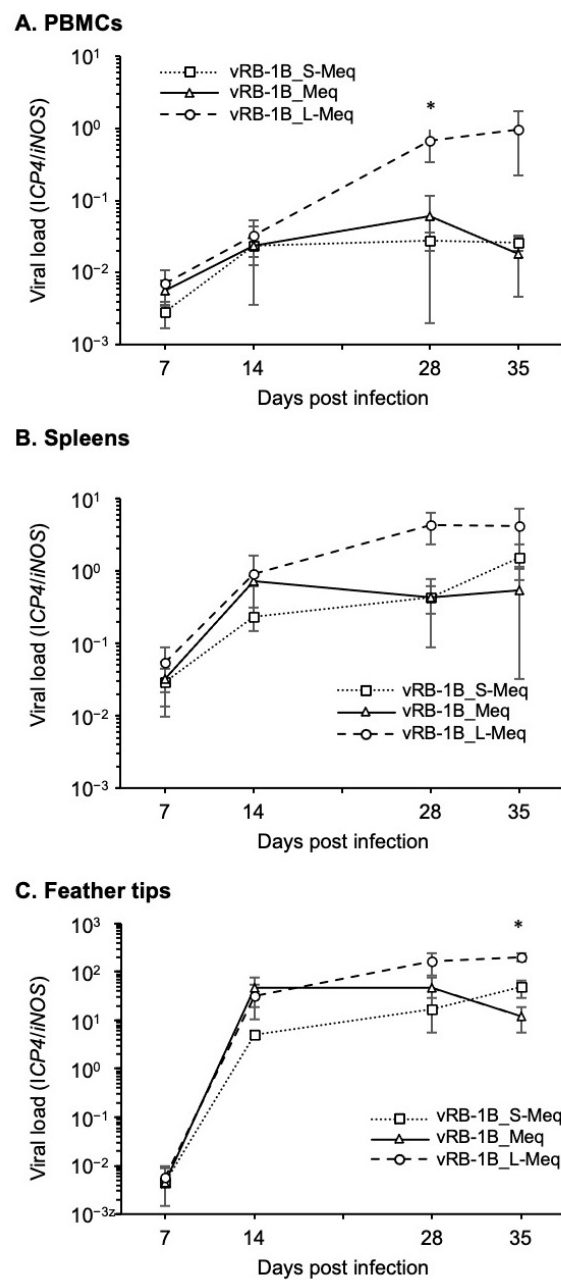 A. PBMCs
10¹
10⁰
10⁻¹
10⁻²
10⁻³
Viral load (ICP4/iNOS)
vRB-1B_S-Meq
vRB-1B_Meq
vRB-1B_L-Meq
*
7 14 28 35
Days post infection
B. Spleens
10¹
10⁰
10⁻¹
10⁻²
10⁻³
Viral load (ICP4/iNOS)
vRB-1B_S-Meq
vRB-1B_Meq
vRB-1B_L-Meq
7 14 28 35
Days post infection
C. Feather tips
10³
10²
10¹
10⁰
10⁻¹
10⁻²
10⁻³z
Viral load (ICP4/iNOS)
*
vRB-1B_S-Meq
vRB-1B_Meq
vRB-1B_L-Meq
7 14 28 35
Days post infection